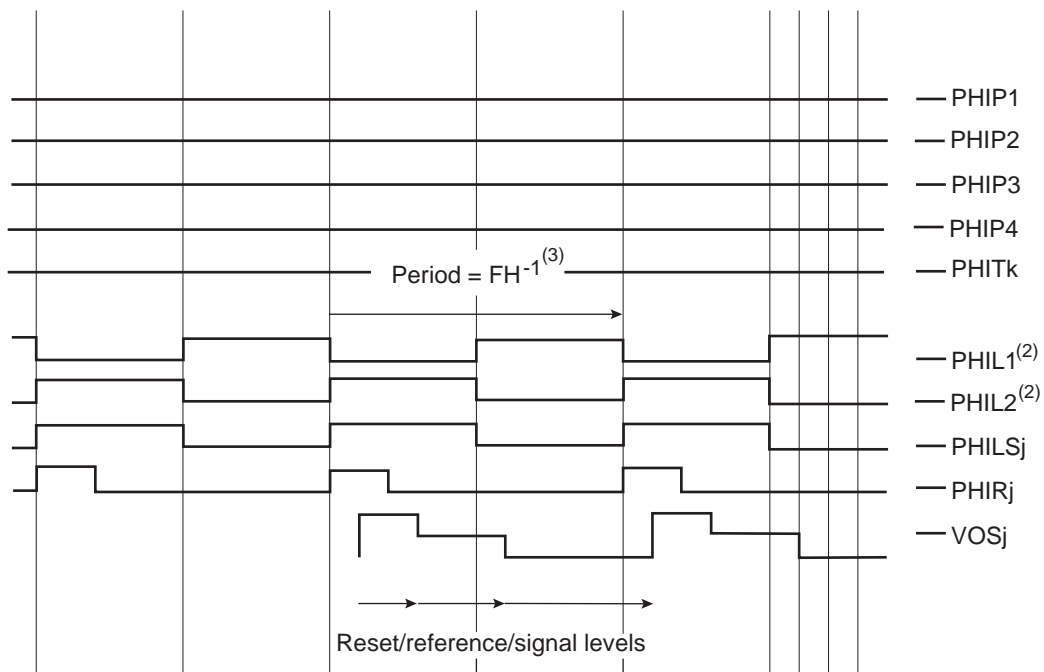 PHIP1
PHIP2
PHIP3
PHIP4
PHITk
Period = FH-1(3)
PHIL1(2)
PHIL2(2)
PHILSj
PHIRj
VOSj
Reset/reference/signal levels